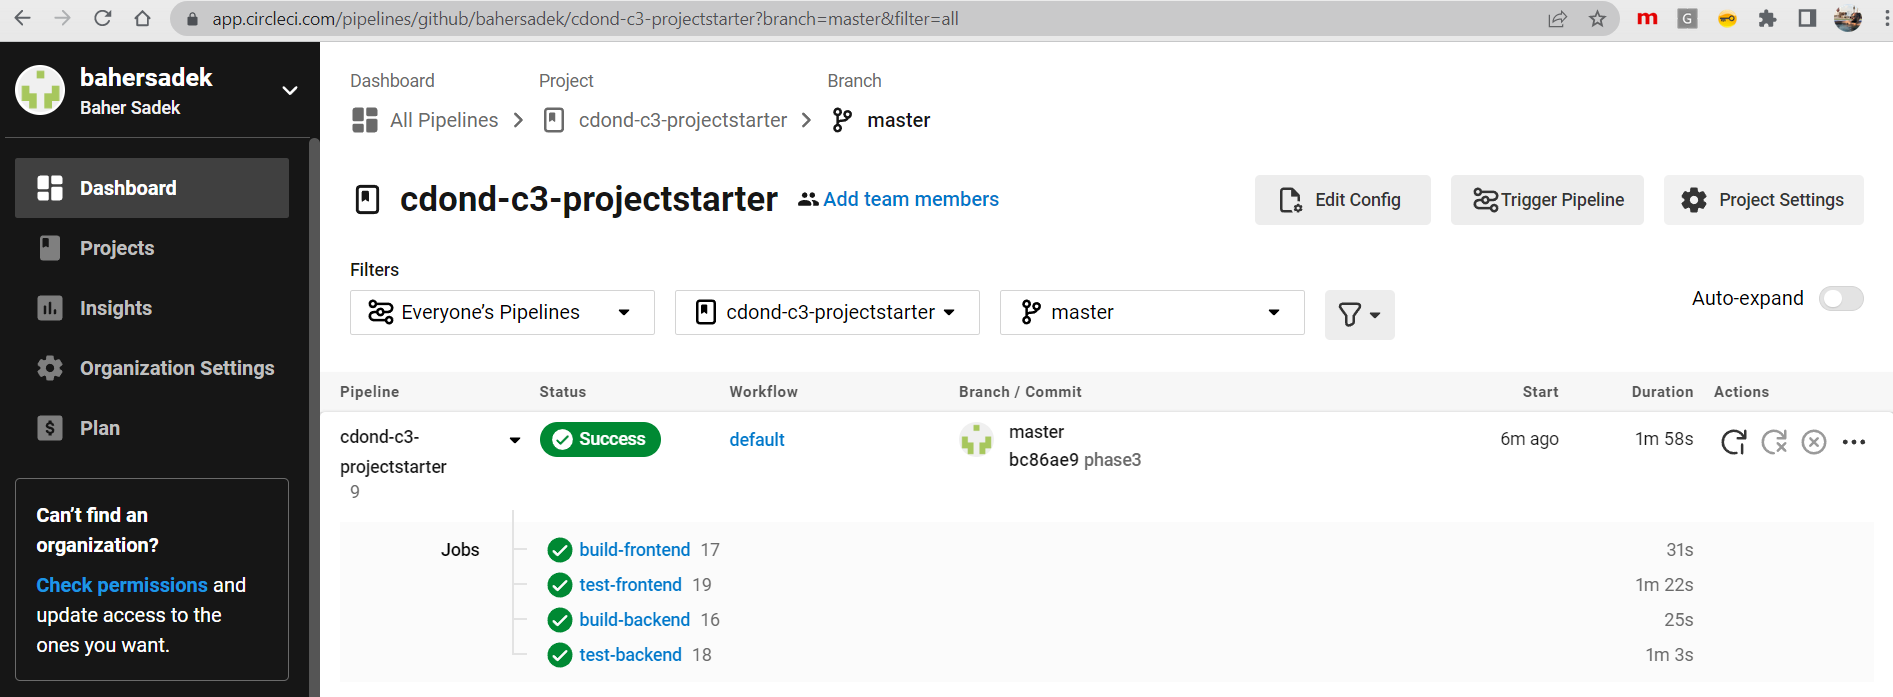 app.circleci.com/pipelines/github/bahersadek/cdond-c3-projectstarter?branch=master&filter=all
m
G
bahersadek
Baher Sadek
Dashboard
Projects
Insights
Organization Settings
Plan
Can't find an
organization?
Check permissions and
update access to the
ones you want.
Dashboard Project Branch
All Pipelines cdond-c3-projectstarter master
cdond-c3-projectstarter Add team members Edit Config Trigger Pipeline Project Settings
Filters
Everyone's Pipelines cdond-c3-projectstarter master Auto-expand
Pipeline Status Workflow Branch / Commit Start Duration Actions
cdond-c3- Success default master 6m ago 1m 58s
projectstarter bc86ae9 phase3
9
Jobs build-frontend 17 31s
test-frontend 19 1m 22s
build-backend 16 25s
test-backend 18 1m 3s